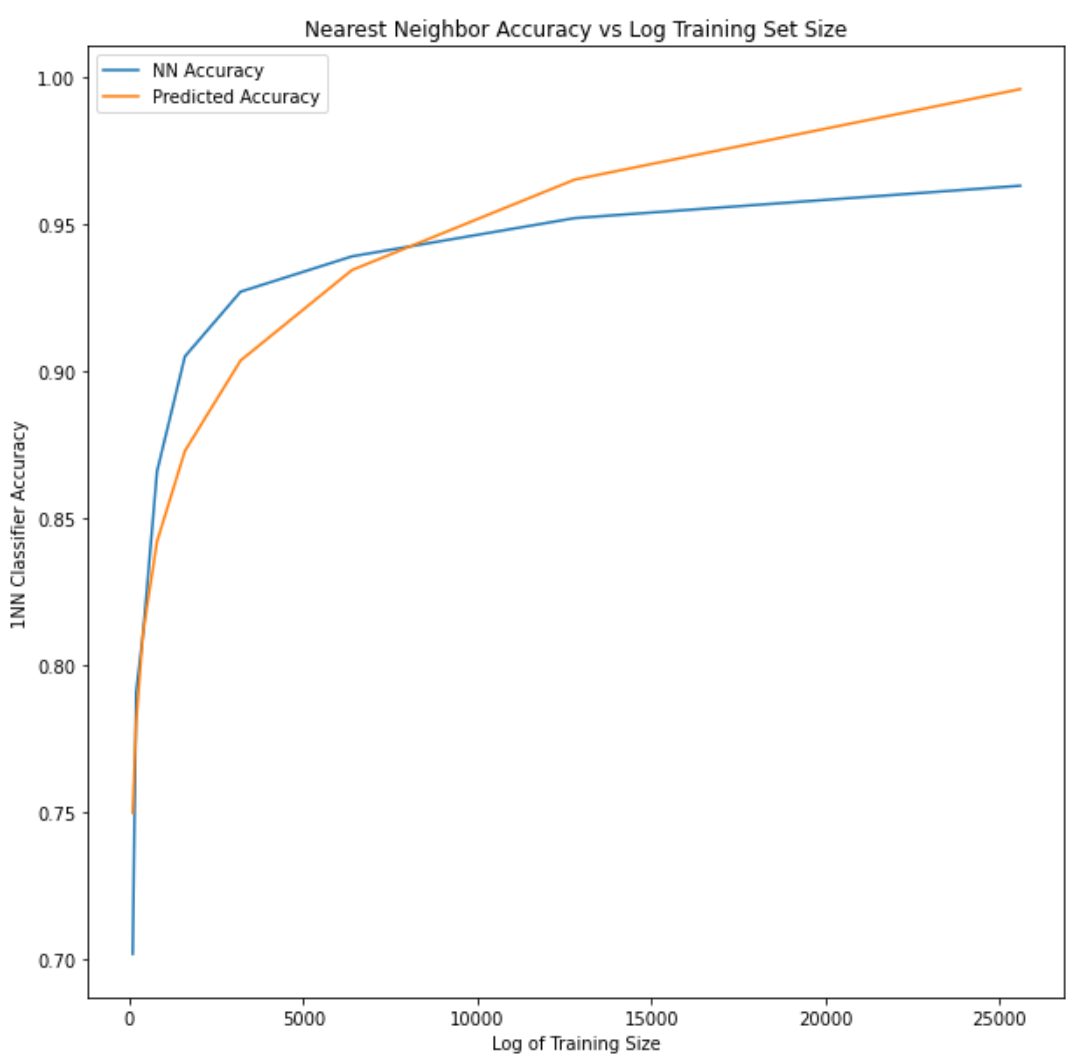 Nearest Neighbor Accuracy vs Log Training Set Size
NN Accuracy
Predicted Accuracy
1.00
0.95
0.90
0.85
0.80
0.75
0.70
1NN Classifier Accuracy
0 5000 10000 15000 20000 25000
Log of Training Size